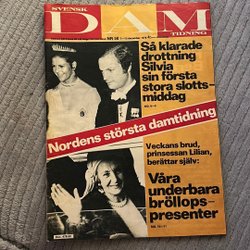 SVENSK
DAM
TIDNING
Så klarade
drottning
Silvia
sin första
stora slotts-
middag
Nordens största damtidning
Veckans brud,
prinsessan Lilian,
berättar själv:
Våra
underbara
bröllops-
presenter